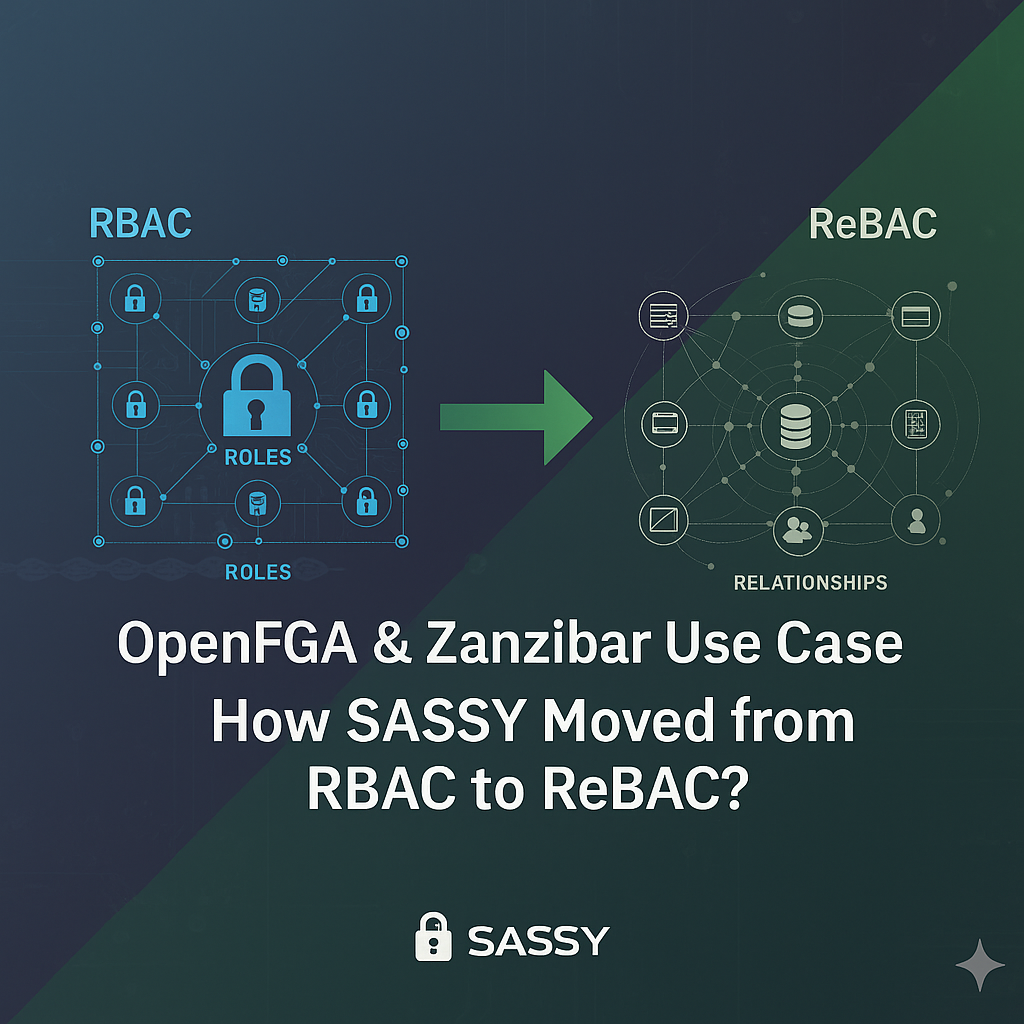 RBAC
ReBAC
ROLES
ROLES
RELATIONSHIPS
OpenFGA & Zanzibar Use Case
How SASSY Moved from
RBAC to ReBAC?
SASSY